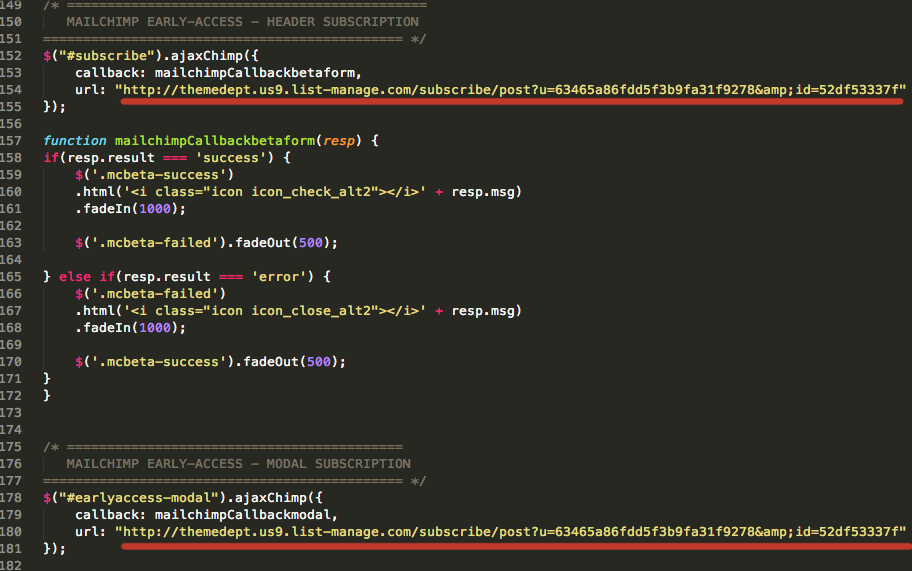 149 /* =============================================
150 MAILCHIMP EARLY-ACCESS - HEADER SUBSCRIPTION
151 ============================================= */
152 $("#subscribe").ajaxChimp({
153 callback: mailchimpCallbackbetaform,
154 url: "http://themedept.us9.list-manage.com/subscribe/post?u=63465a86fdd5f3b9fa31f9278&amp;id=52df53337f"
155 });
156
157 function mailchimpCallbackbetaform(resp) {
158 if(resp.result === 'success') {
159 $('.mcbeta-success')
160 .html('<i class="icon icon_check_alt2"></i>' + resp.msg)
161 .fadeIn(1000);
162
163 $('.mcbeta-failed').fadeOut(500);
164
165 } else if(resp.result === 'error') {
166 $('.mcbeta-failed')
167 .html('<i class="icon icon_close_alt2"></i>' + resp.msg)
168 .fadeIn(1000);
169
170 $('.mcbeta-success').fadeOut(500);
171 }
172 }
173
174
175 /* ==========================================
176 MAILCHIMP EARLY-ACCESS - MODAL SUBSCRIPTION
177 ============================================= */
178 $("#earlyaccess-modal").ajaxChimp({
179 callback: mailchimpCallbackmodal,
180 url: "http://themedept.us9.list-manage.com/subscribe/post?u=63465a86fdd5f3b9fa31f9278&amp;id=52df53337f"
181 });
182